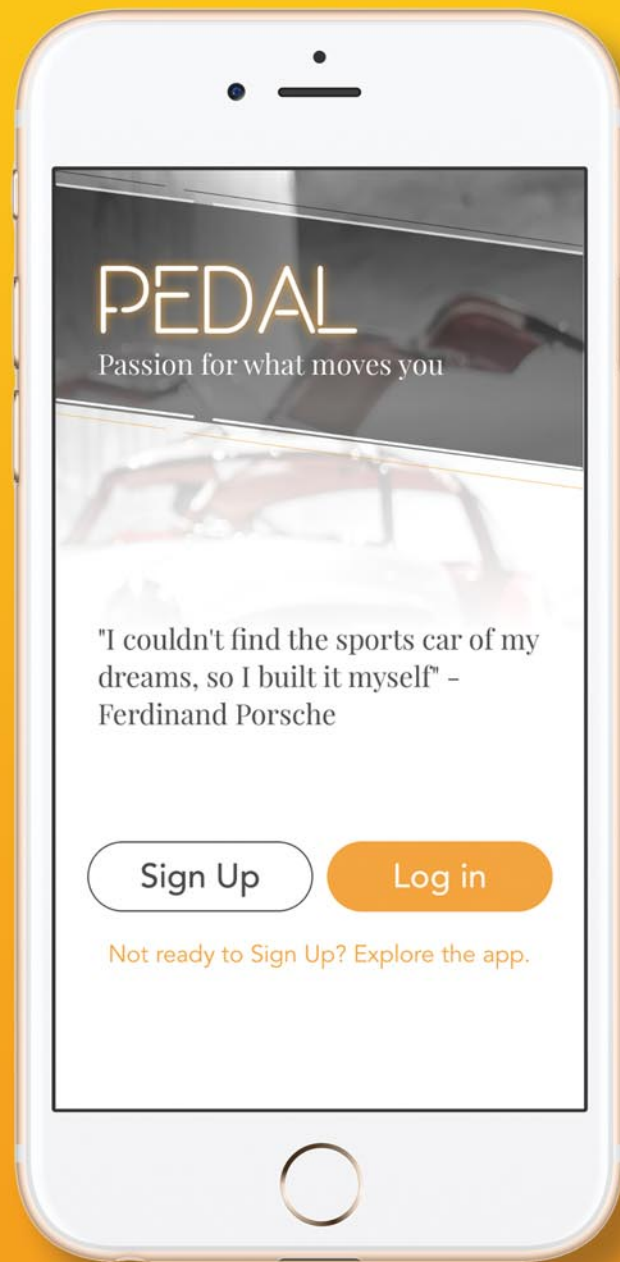 PEDAL
Passion for what moves you
"I couldn't find the sports car of my
dreams, so I built it myself" -
Ferdinand Porsche
Sign Up
Log in
Not ready to Sign Up? Explore the app.